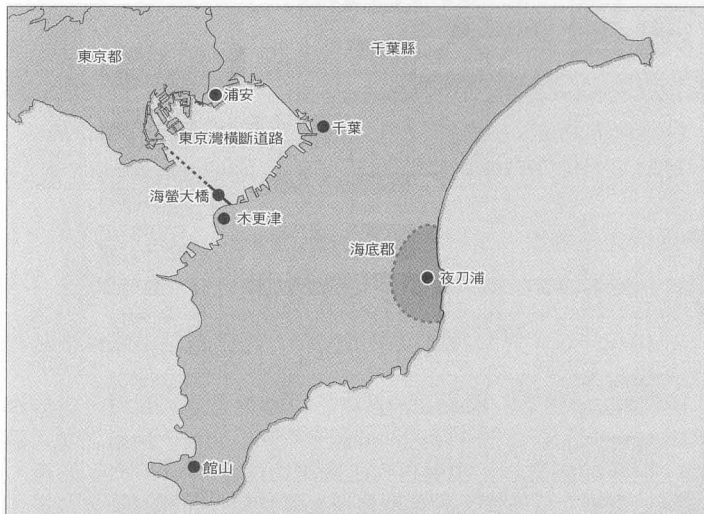 千葉縣
東京都
浦安
千葉
東京灣橫斷道路
海螢大橋
木更津
海底郡
夜刀浦
館山